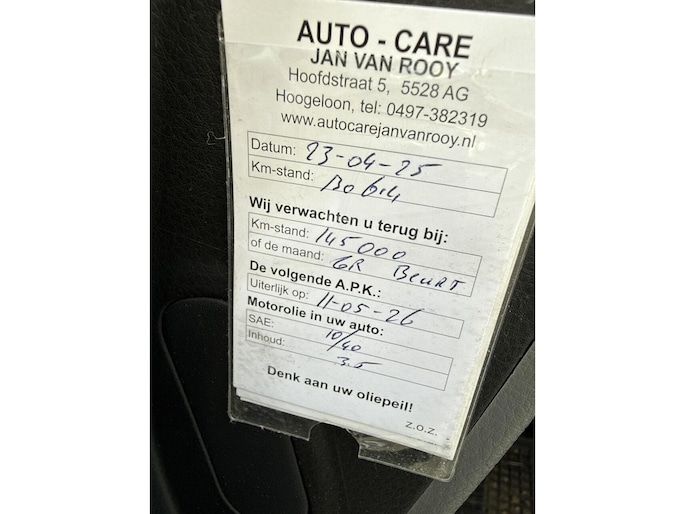 AUTO - CARE
JAN VAN ROOY
Hoofdstraat 5, 5528 AG
Hoogeloon, tel: 0497-382319
www.autocarejanvanrooy.nl
Datum: 23-04-25
Km-stand: 130614
Wij verwachten u terug bij:
Km-stand: 145000
of de maand: GR BEURT
De volgende A.P.K.:
Uiterlijk op: 11-05-26
Motorolie in uw auto:
SAE: 10/40
Inhoud: 3.5
Denk aan uw oliepeil!
z.o.z.